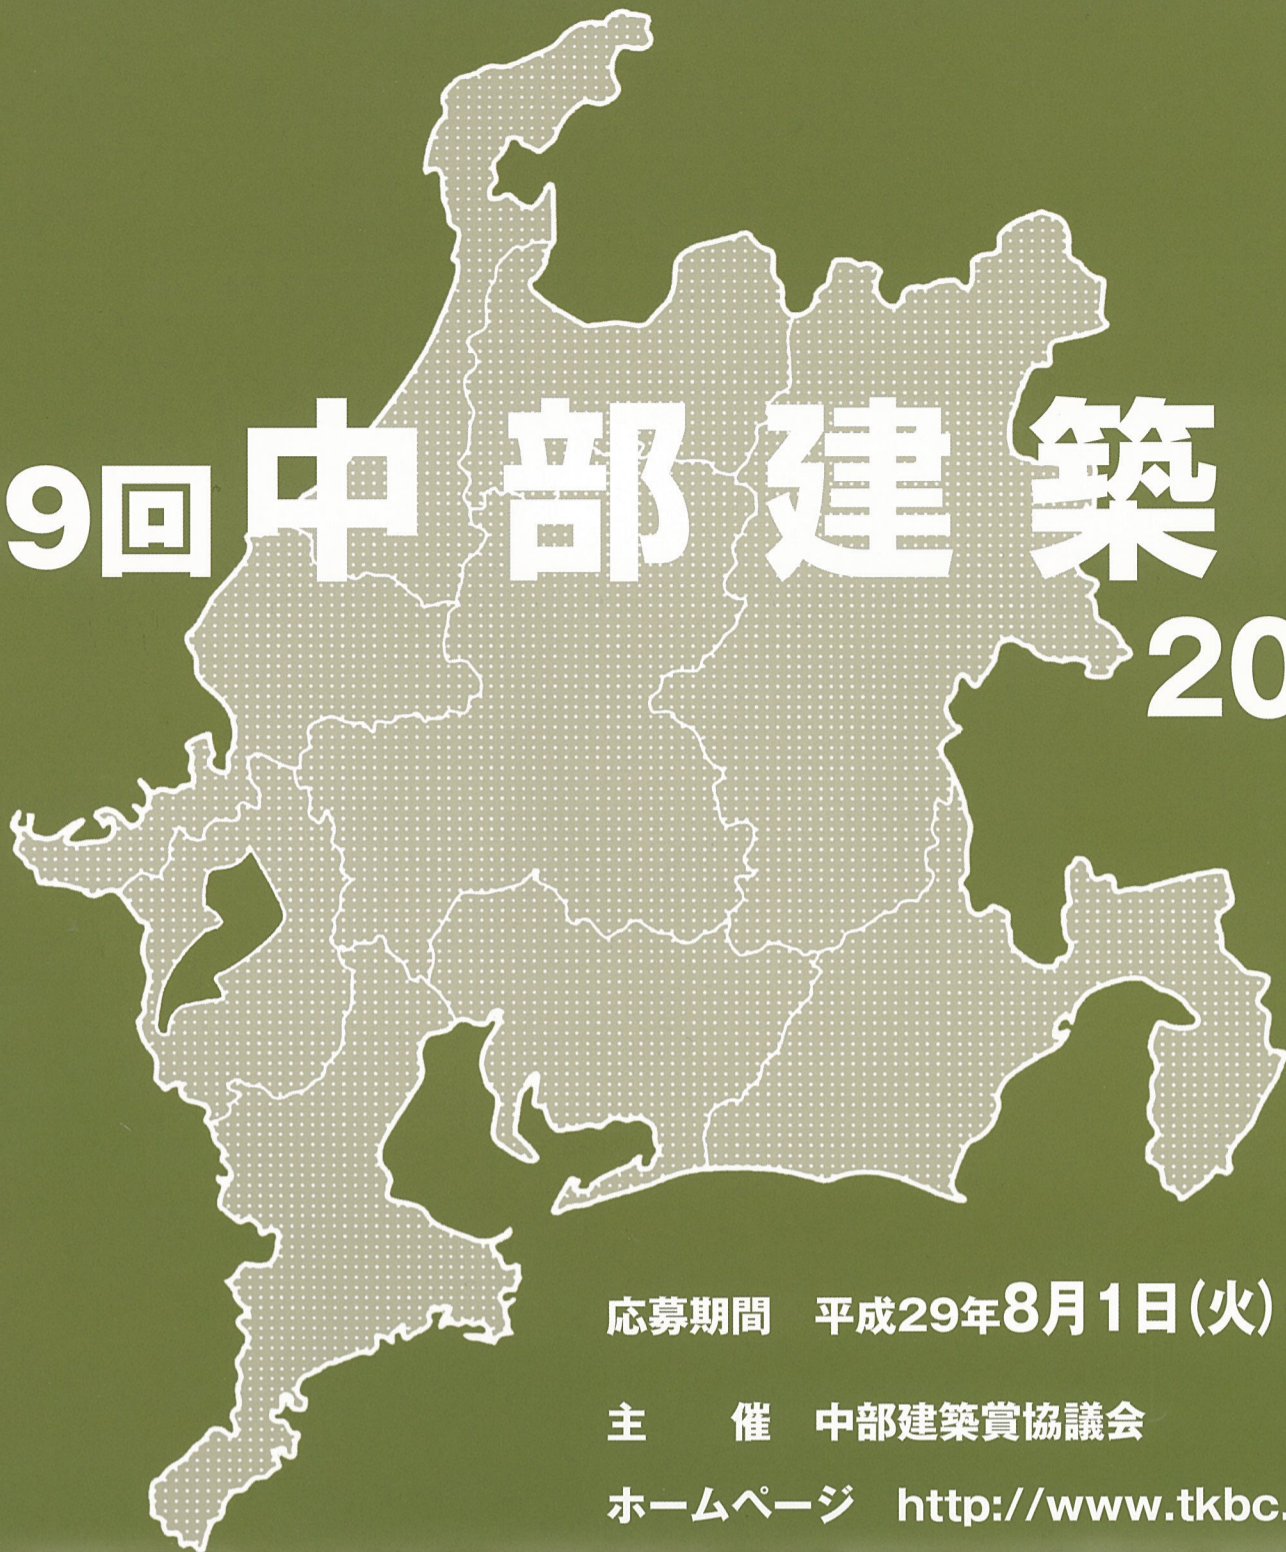 9回 中部建築
20
応募期間 平成29年8月1日(火)
主 催 中部建築賞協議会
ホームページ http://www.tkbc.